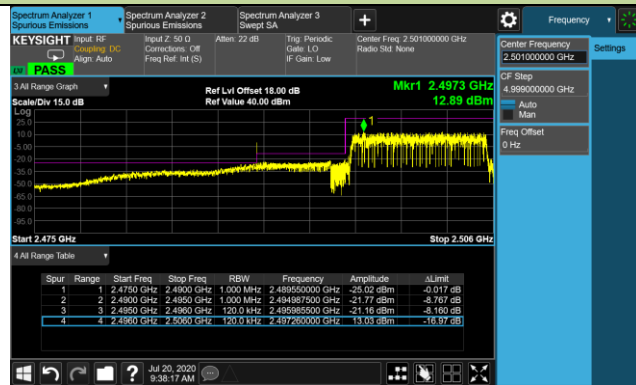 Spectrum Analyzer 1
Spurious Emissions
Spectrum Analyzer 2
Spurious Emissions
Spectrum Analyzer 3
Swept SA
Frequency
KEYSIGHT
Input: RF
Coupling: DC
Align: Auto
Input Z: 50 Ω
Corrections: Off
Freq Ref: Int (S)
Atten: 22 dB
Trig: Periodic
Gate: LO
IF Gain: Low
Center Freq: 2.501000000 GHz
Radio Std: None
LNI
PASS
Center Frequency
2.501000000 GHz
Settings
CF Step
4.999000000 GHz
Auto
Man
Freq Offset
0 Hz
3 All Range Graph
Scale/Div 15.0 dB
Ref Lvl Offset 18.00 dB
Ref Value 40.00 dBm
Mkr1 2.4973 GHz
12.89 dBm
Log
25.0
10.0
-5.00
-20.0
-35.0
-50.0
-65.0
-80.0
-95.0
1
Start 2.475 GHz
Stop 2.506 GHz
4 All Range Table
Spur Range Start Freq Stop Freq RBW Frequency Amplitude ΔLimit
1 1 2.4750 GHz 2.4900 GHz 1.000 MHz 2.489550000 GHz -25.02 dBm -0.017 dB
2 2 2.4900 GHz 2.4950 GHz 1.000 MHz 2.494987500 GHz -21.77 dBm -8.767 dB
3 3 2.4950 GHz 2.4960 GHz 120.0 kHz 2.495985500 GHz -21.16 dBm -8.160 dB
4 4 2.4960 GHz 2.5060 GHz 120.0 kHz 2.497260000 GHz 13.03 dBm -16.97 dB
Jul 20, 2020
9:38:17 AM